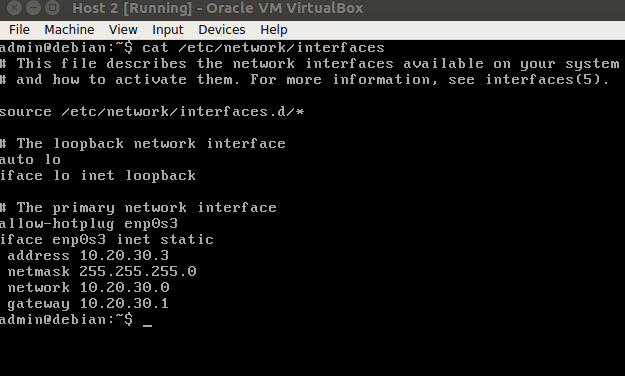 Host 2 [Running] - Oracle VM VirtualBox
File Machine View Input Devices Help
admin@debian:~$ cat /etc/network/interfaces
# This file describes the network interfaces available on your system
# and how to activate them. For more information, see interfaces(5).
source /etc/network/interfaces.d/*
# The loopback network interface
auto lo
iface lo inet loopback
# The primary network interface
allow-hotplug enp0s3
iface enp0s3 inet static
address 10.20.30.3
netmask 255.255.255.0
network 10.20.30.0
gateway 10.20.30.1
admin@debian:~$ _